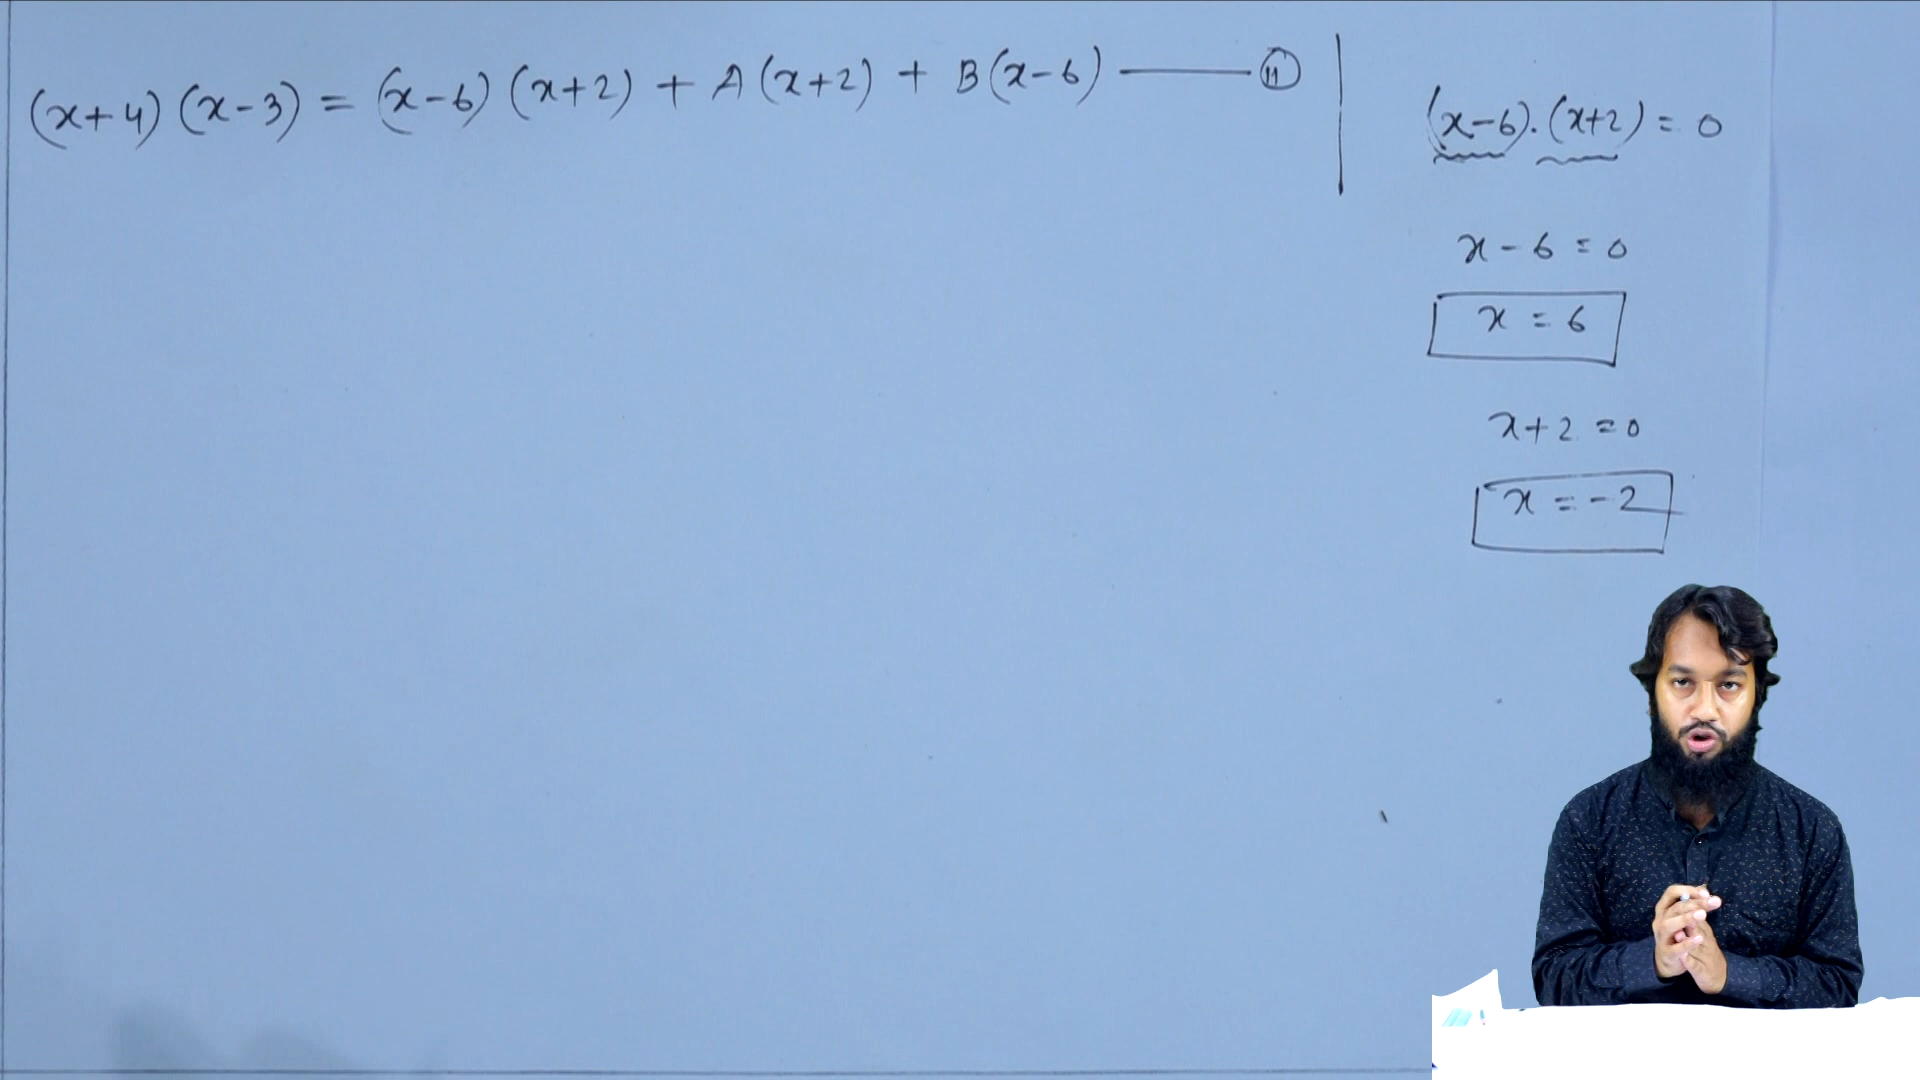 (x+4)(x-3) = (x-6)(x+2) + A(x+2) + B(x-6) —— (11)
(x-6).(x+2) = 0
x-6 = 0
x = 6
x+2 = 0
x = -2